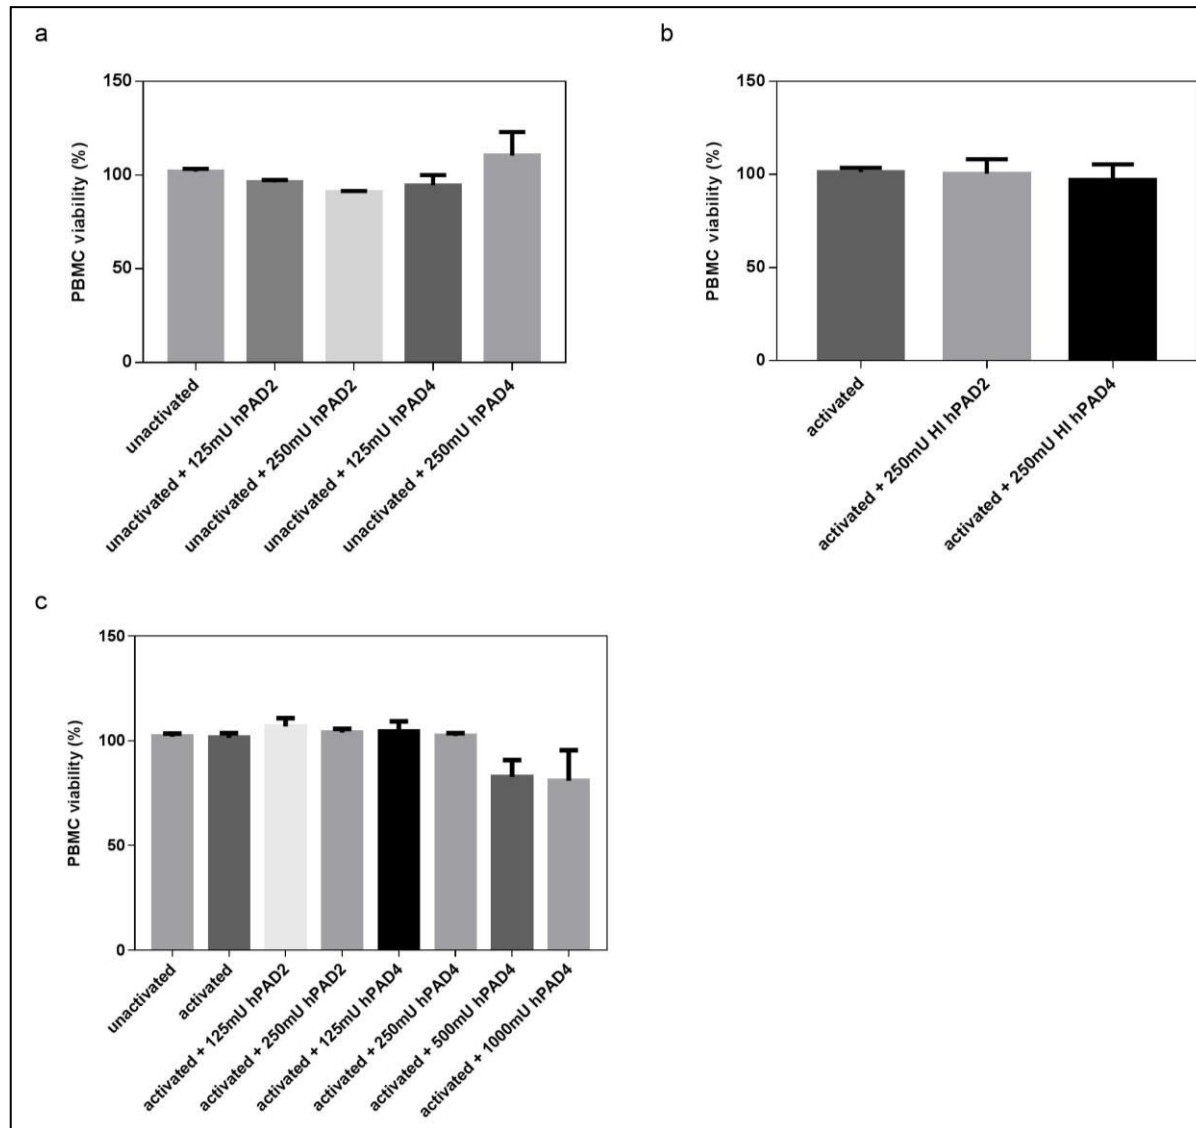 a
PBMC viability (%)
150
100
50
0
unactivated
unactivated + 125mU hPAD2
unactivated + 250mU hPAD2
unactivated + 125mU hPAD4
unactivated + 250mU hPAD4
b
PBMC viability (%)
150
100
50
0
activated
activated + 250mU HI hPAD2
activated + 250mU HI hPAD4
c
PBMC viability (%)
150
100
50
0
unactivated
activated
activated + 125mU hPAD2
activated + 250mU hPAD2
activated + 125mU hPAD4
activated + 250mU hPAD4
activated + 500mU hPAD4
activated + 1000mU hPAD4